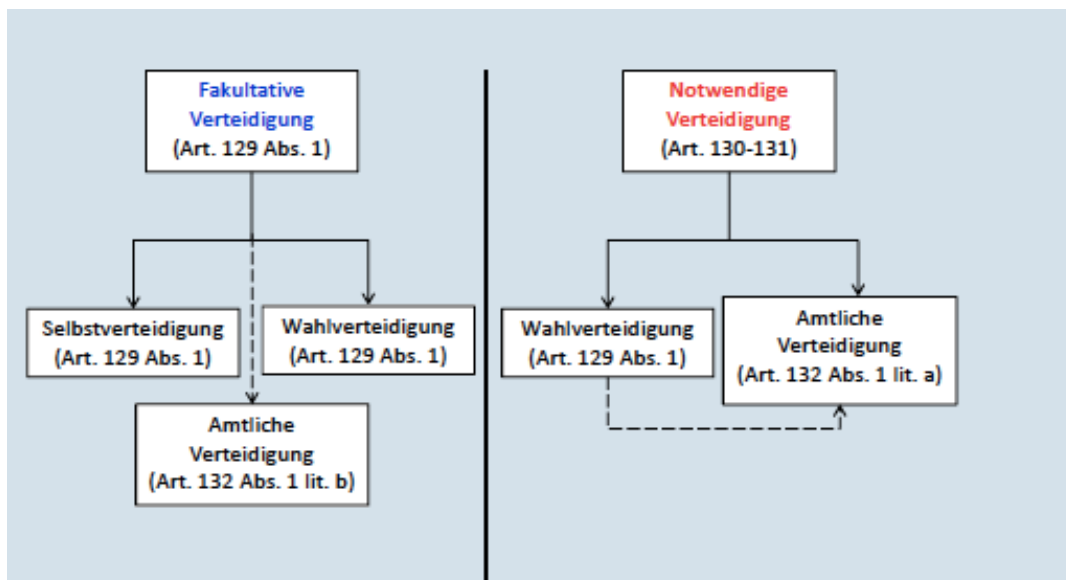 Fakultative
Verteidigung
(Art. 129 Abs. 1)
Selbstverteidigung
(Art. 129 Abs. 1)
Wahlverteidigung
(Art. 129 Abs. 1)
Amtliche
Verteidigung
(Art. 132 Abs. 1 lit. b)
Notwendige
Verteidigung
(Art. 130-131)
Wahlverteidigung
(Art. 129 Abs. 1)
Amtliche
Verteidigung
(Art. 132 Abs. 1 lit. a)